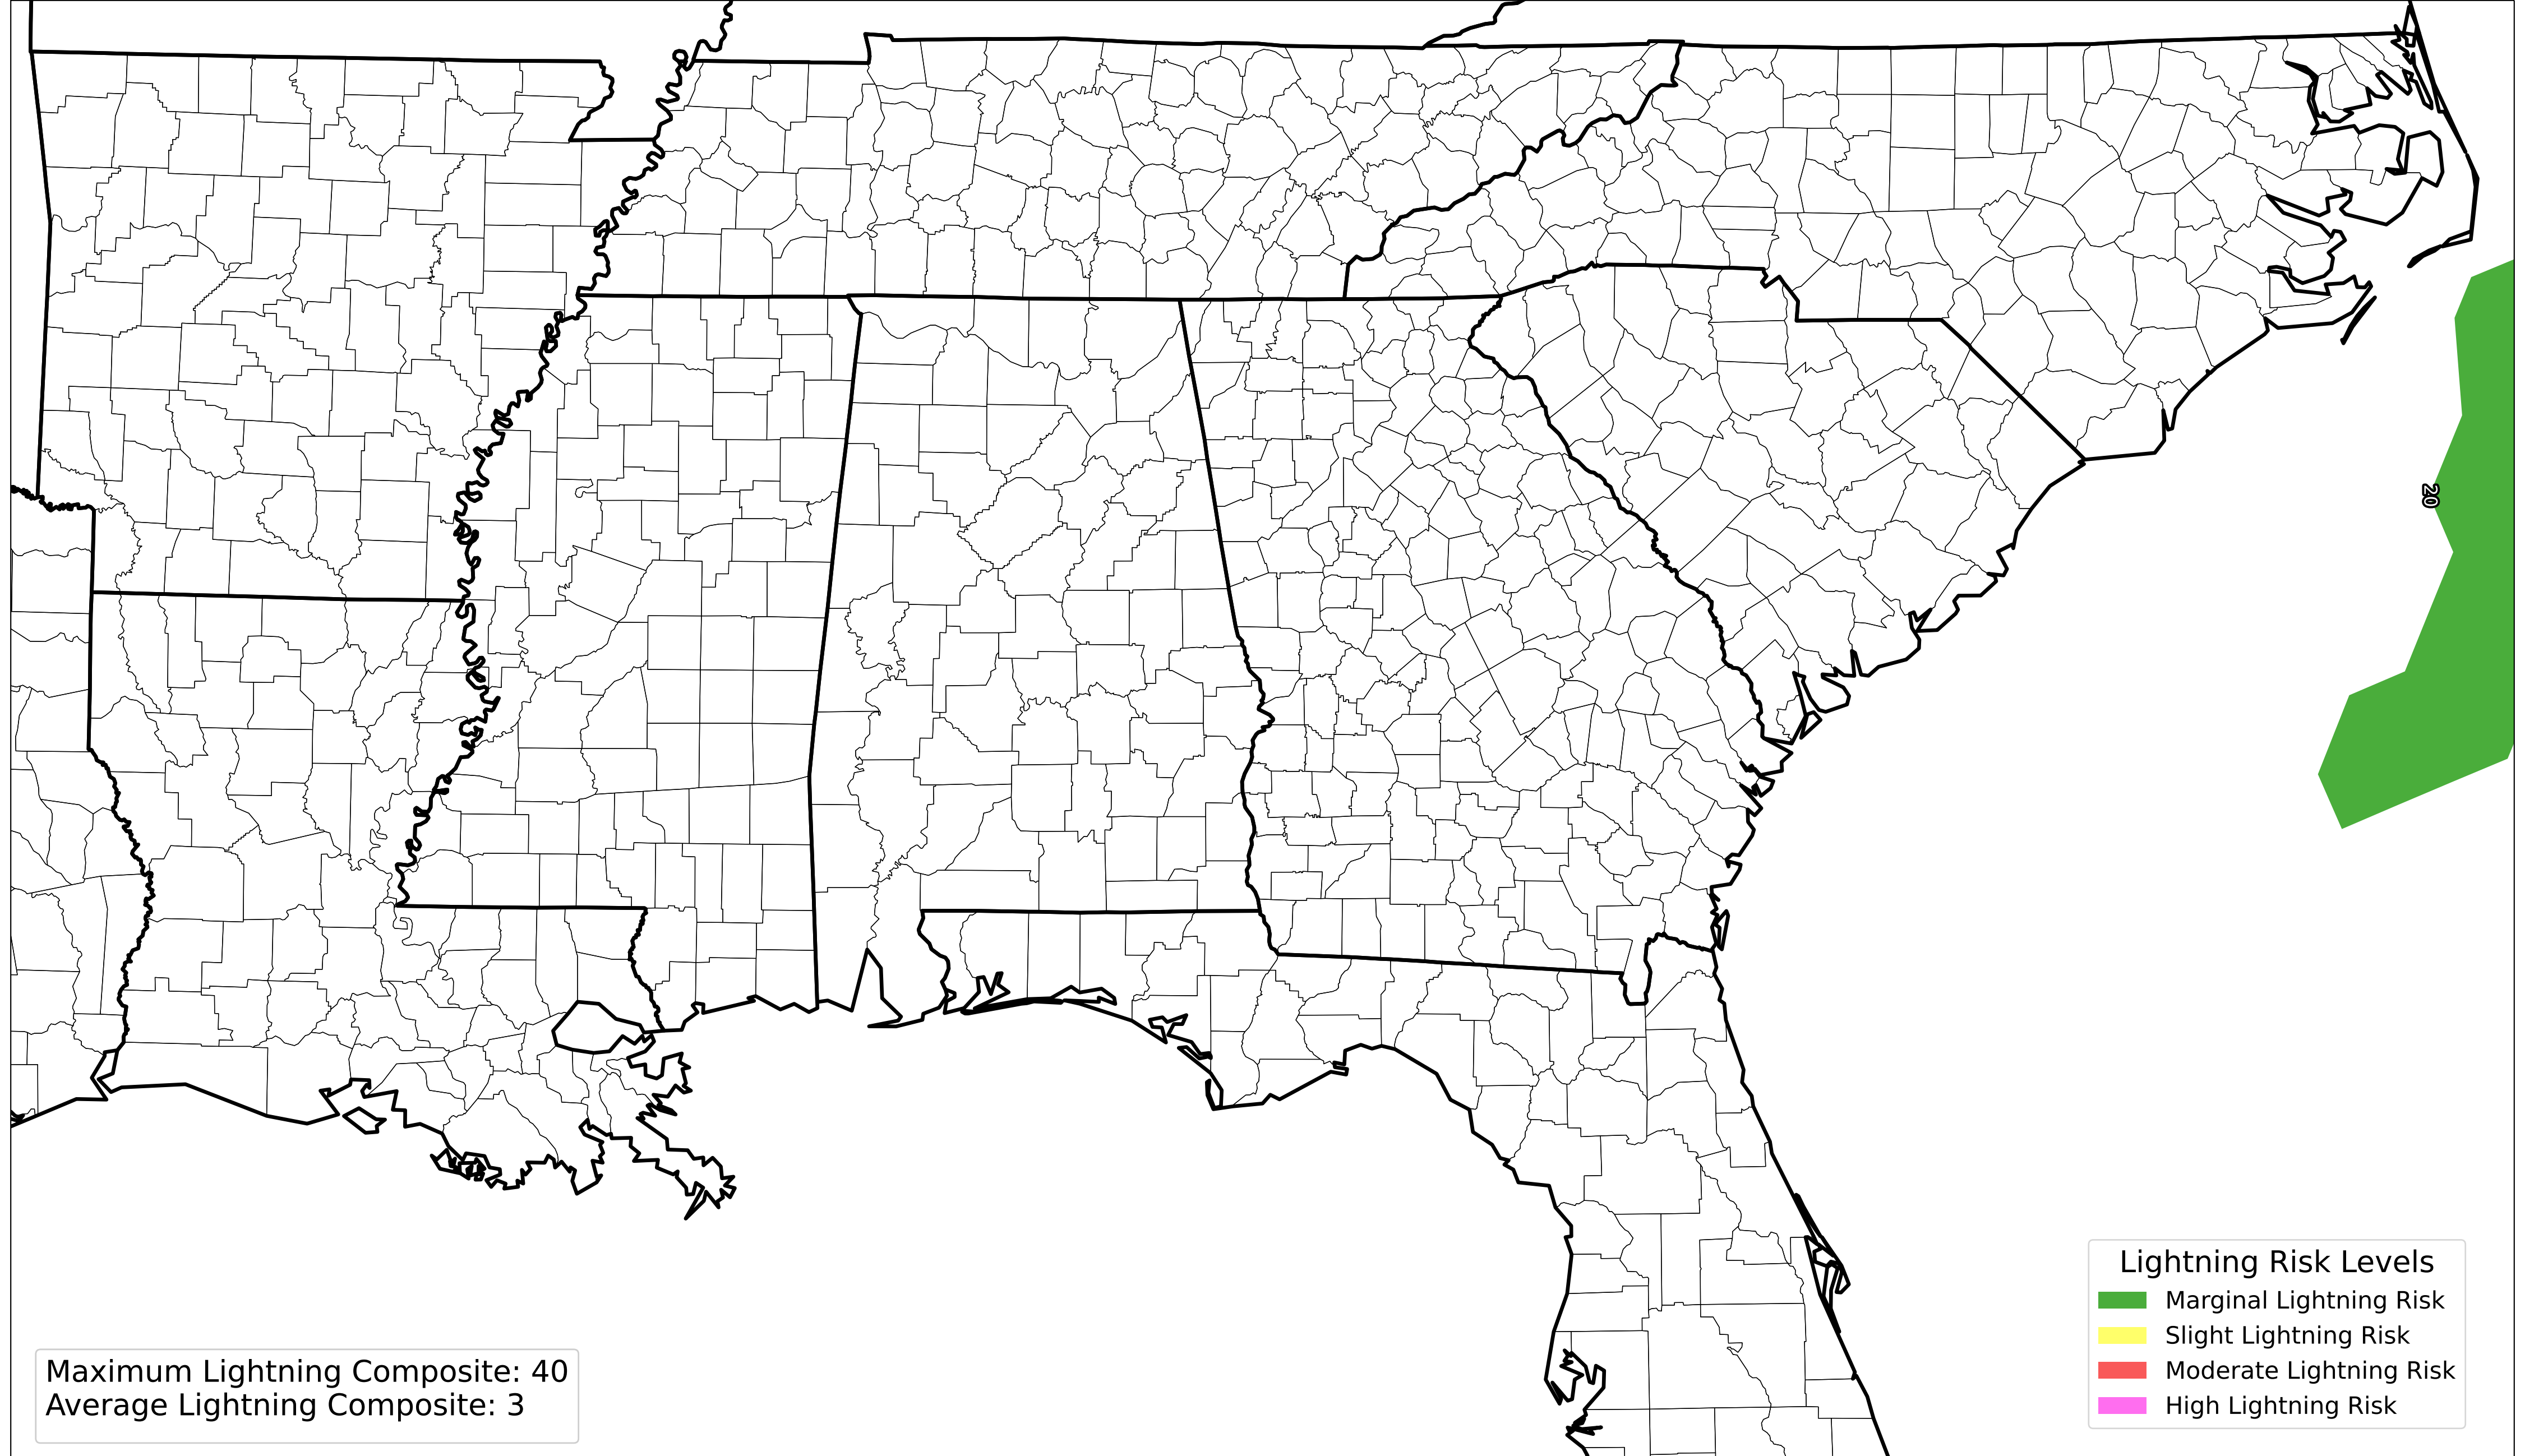 20
Lightning Risk Levels
Marginal Lightning Risk
Slight Lightning Risk
Moderate Lightning Risk
High Lightning Risk
Maximum Lightning Composite: 40
Average Lightning Composite: 3